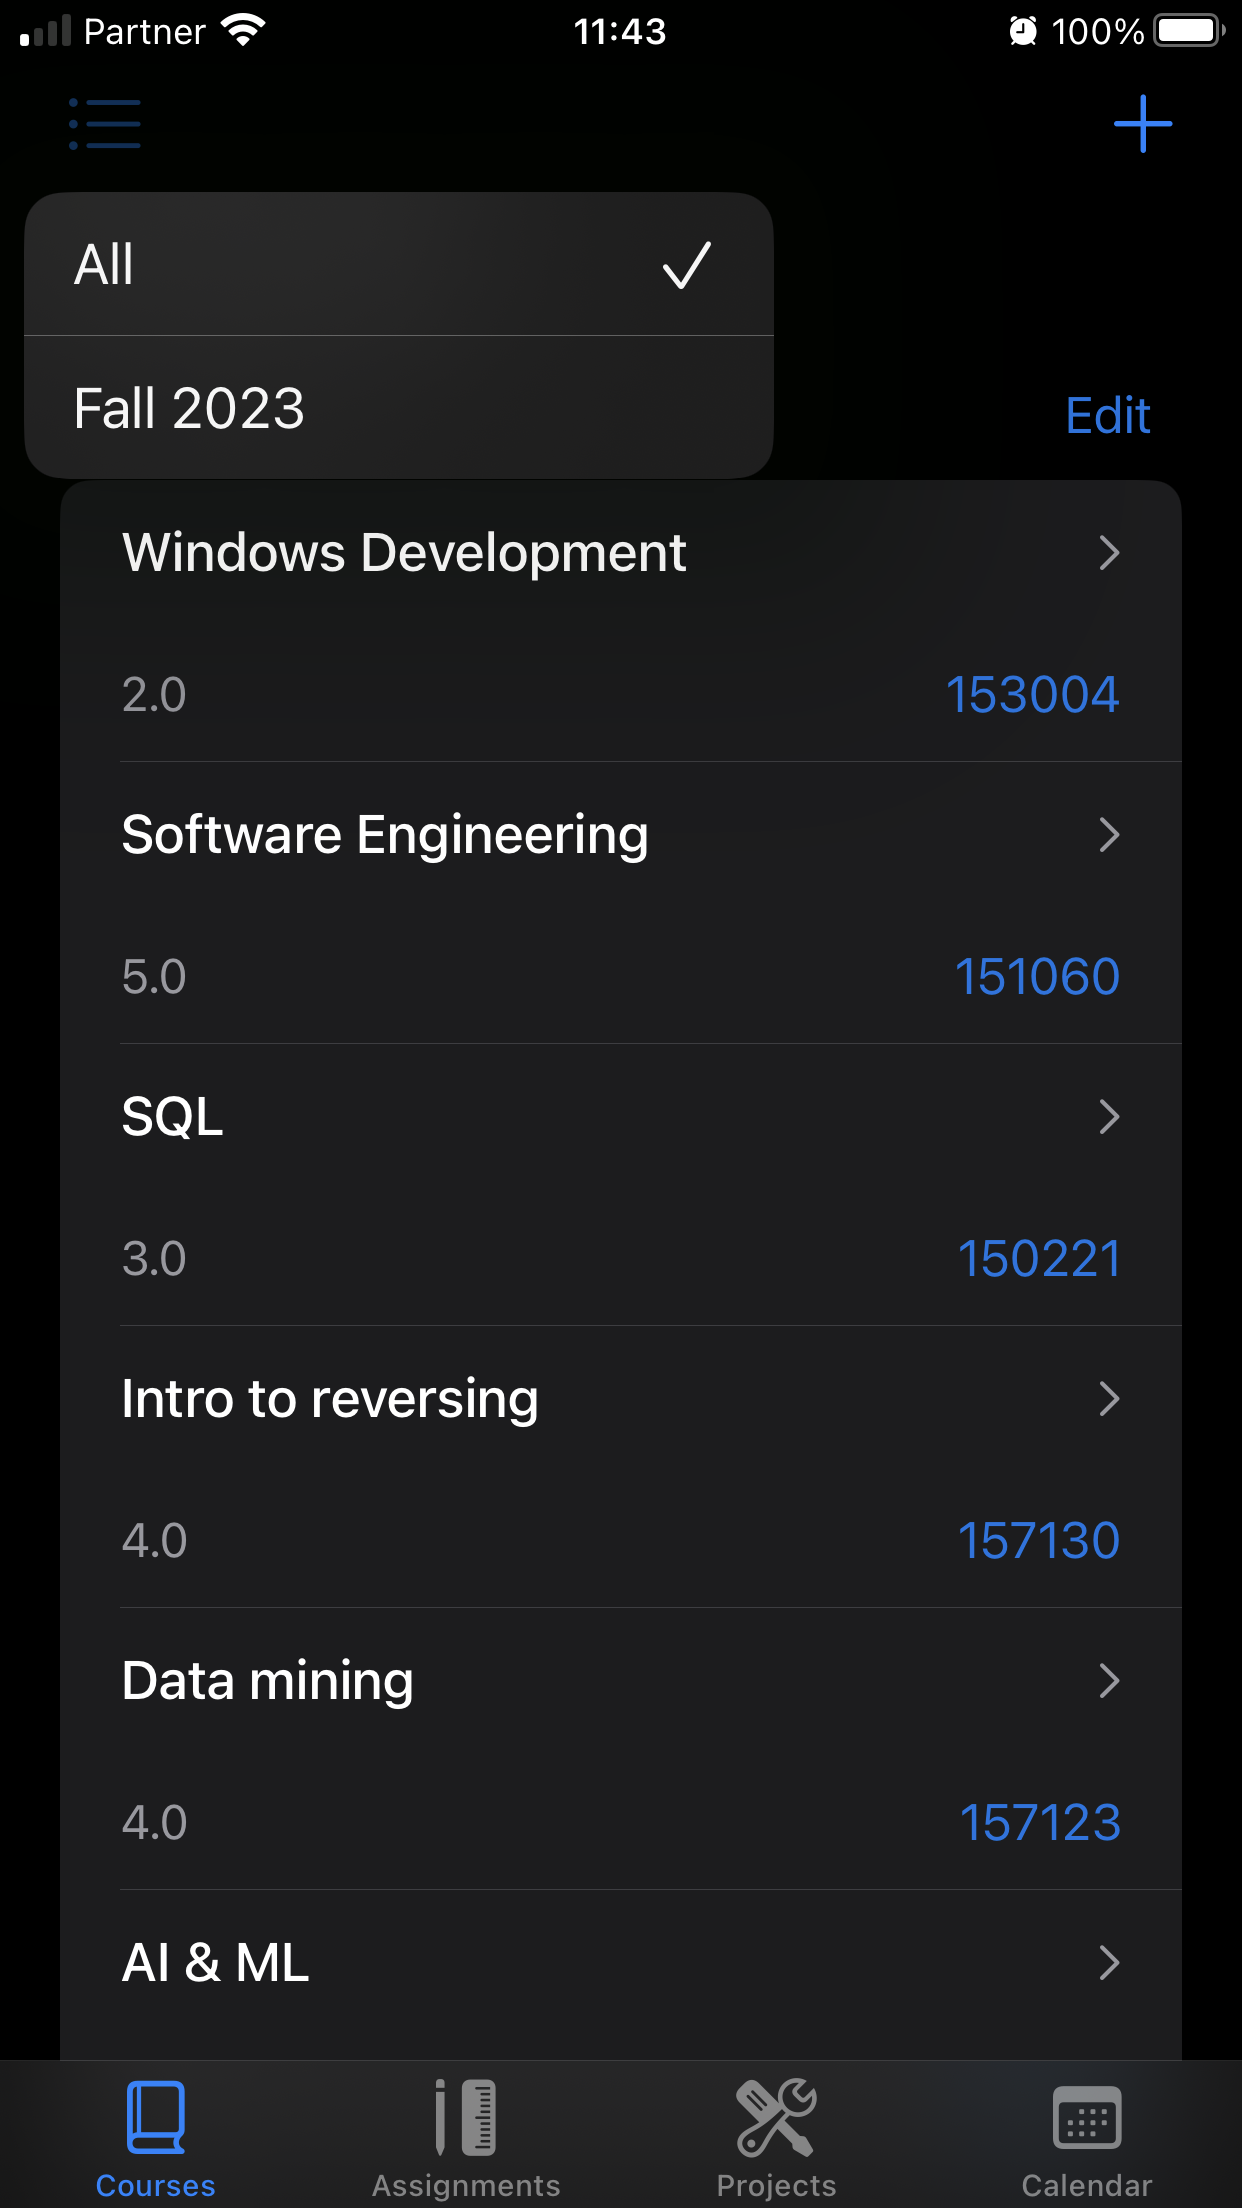 Partner 11:43 100%
All
Fall 2023
Edit
Windows Development
2.0 153004
Software Engineering
5.0 151060
SQL
3.0 150221
Intro to reversing
4.0 157130
Data mining
4.0 157123
AI & ML
Courses Assignments Projects Calendar